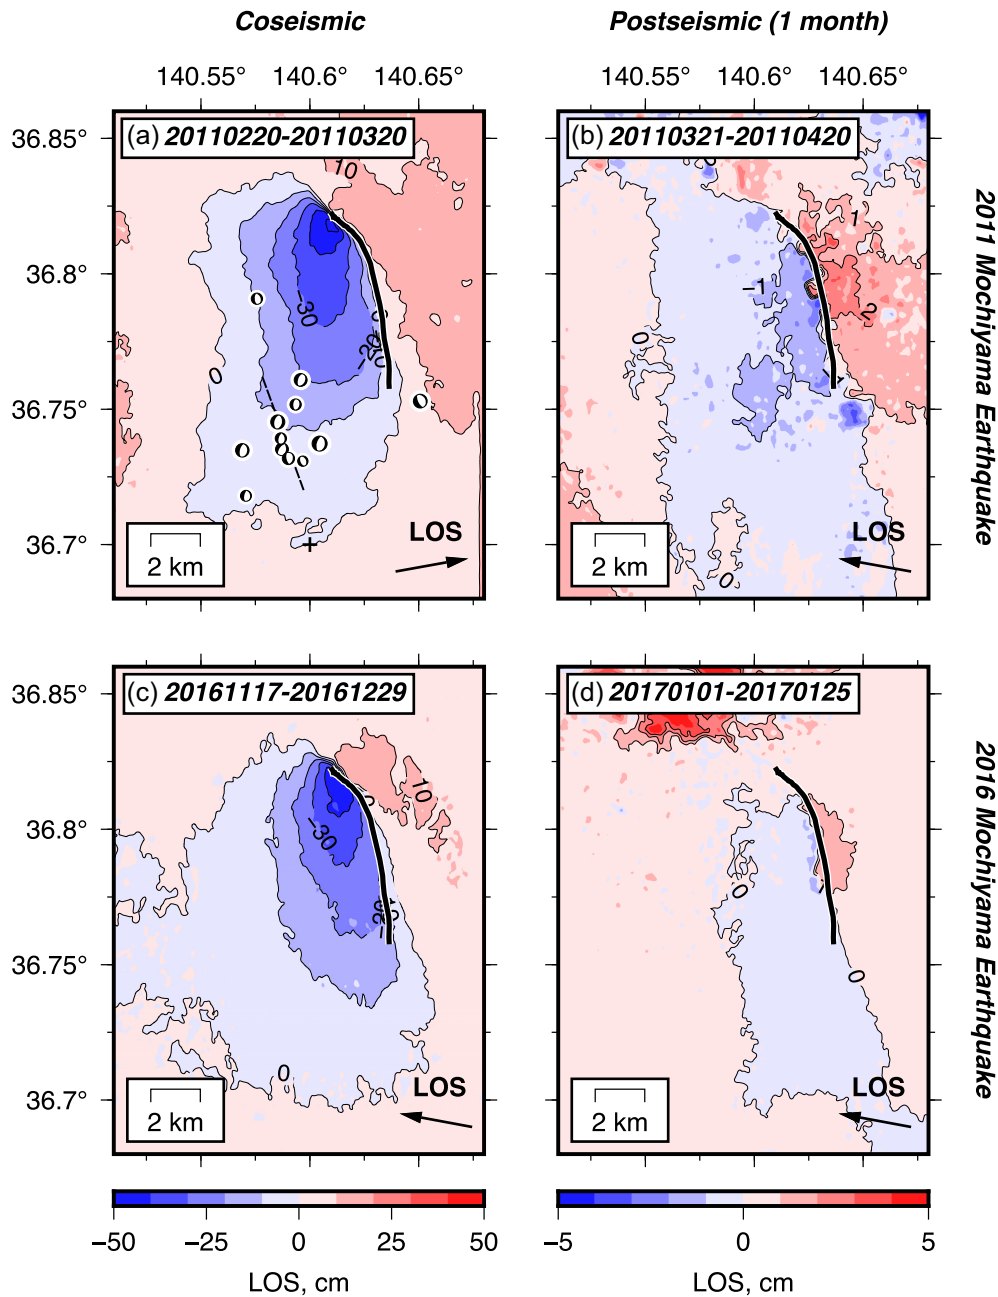 Coseismic
Postseismic (1 month)
140.55° 140.6° 140.65°
140.55° 140.6° 140.65°
36.85°
36.8°
36.75°
36.7°
(a) 20110220-20110320
10
0
−30
−20
0
LOS
2 km
(b) 20110321-20110420
0
1
−1
2
0
−1
0
LOS
2 km
2011 Mochiyama Earthquake
36.85°
36.8°
36.75°
36.7°
(c) 20161117-20161229
10
−30
0
LOS
2 km
(d) 20170101-20170125
0
0
LOS
2 km
2016 Mochiyama Earthquake
−50 −25 0 25 50
LOS, cm
−5 0 5
LOS, cm